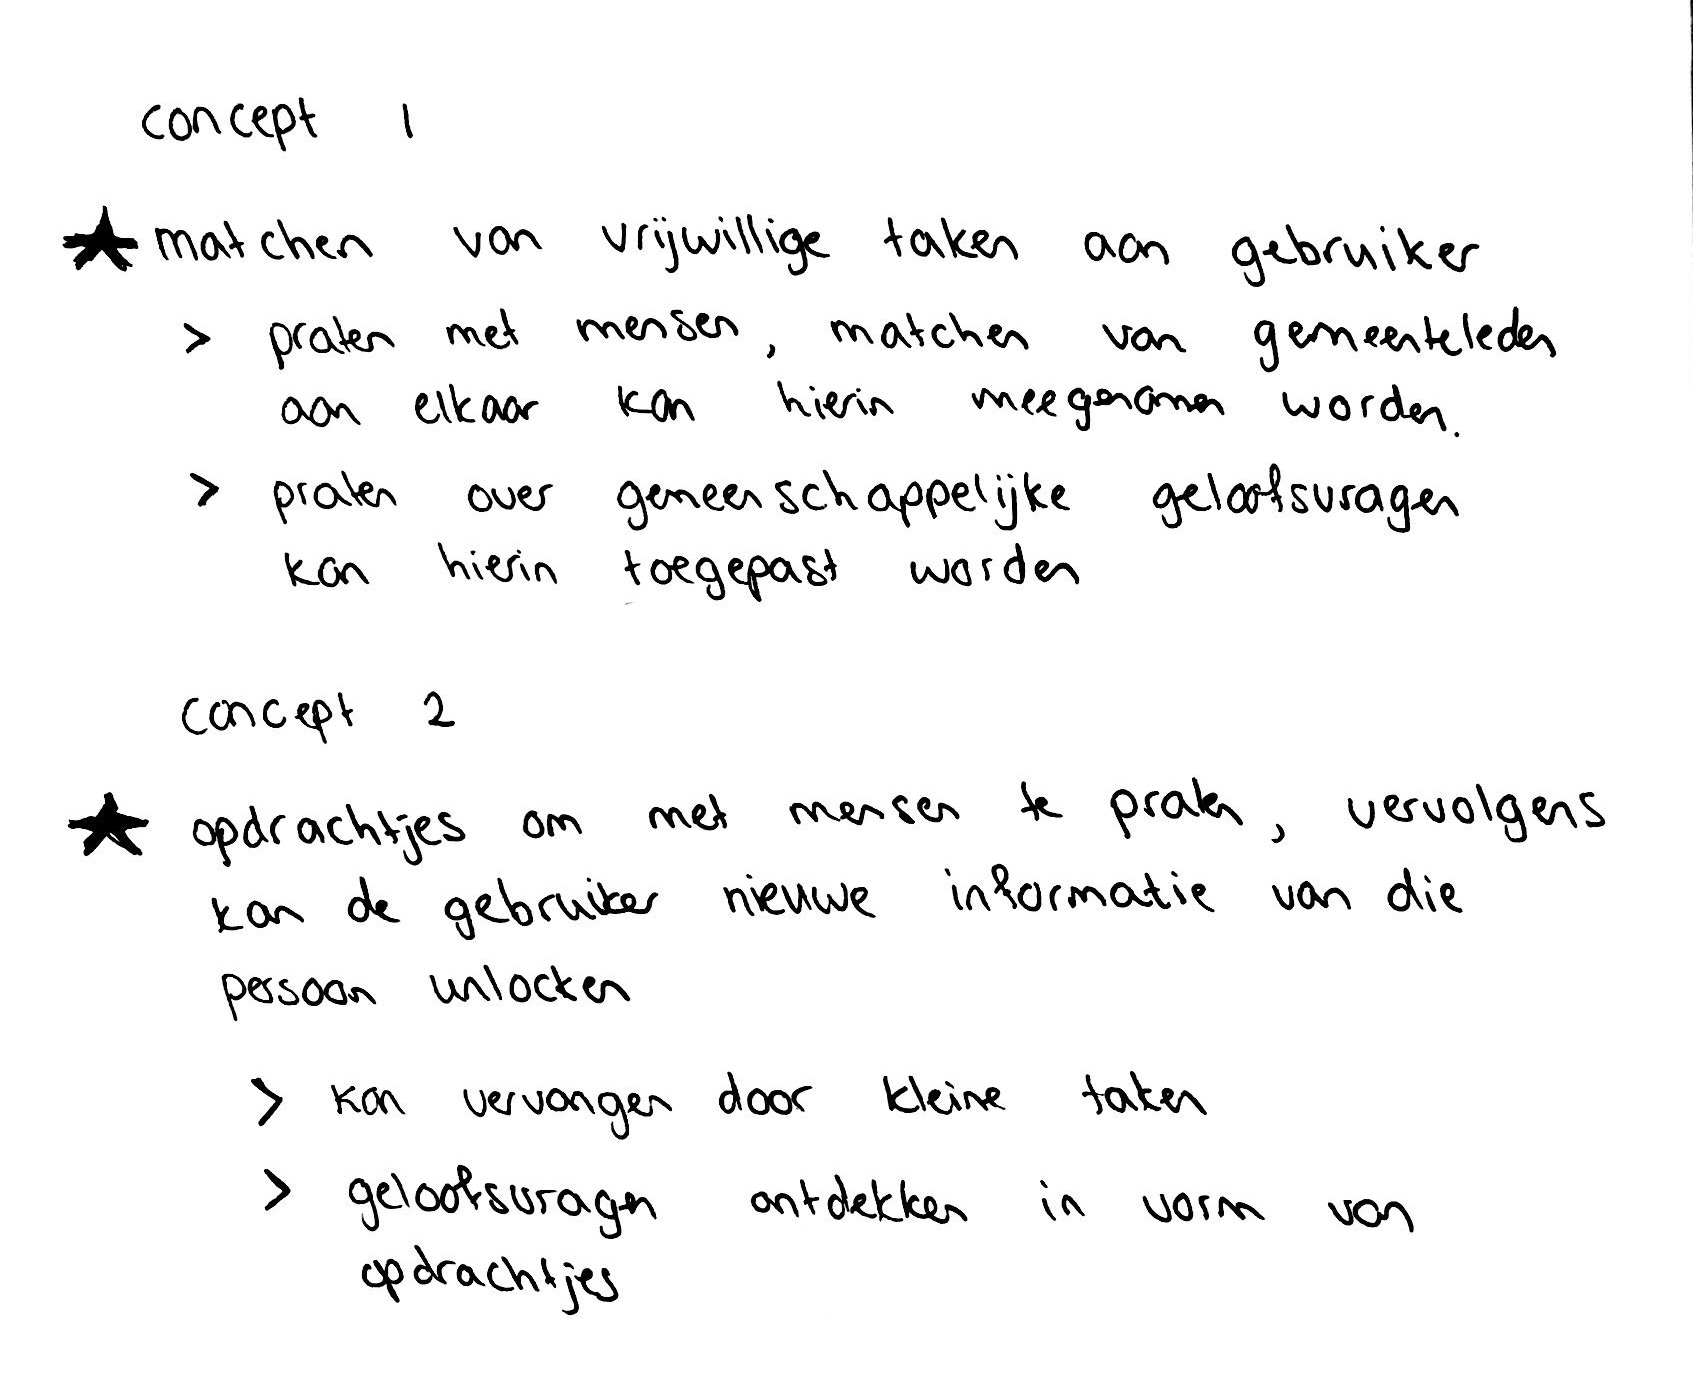 concept 1
★ matchen van vrijwillige taken aan gebruiker
> praten met mensen, matchen van gemeenteleden
aan elkaar kan hierin meegenomen worden.
> praten over gemeenschappelijke geloofsvragen
kan hierin toegepast worden
concept 2
★ opdrachtjes om met mensen te praten, vervolgens
kan de gebruiker nieuwe informatie van die
persoon unlocken
> kan vervangen door kleine taken
> geloofsvragen ontdekken in vorm van
opdrachtjes